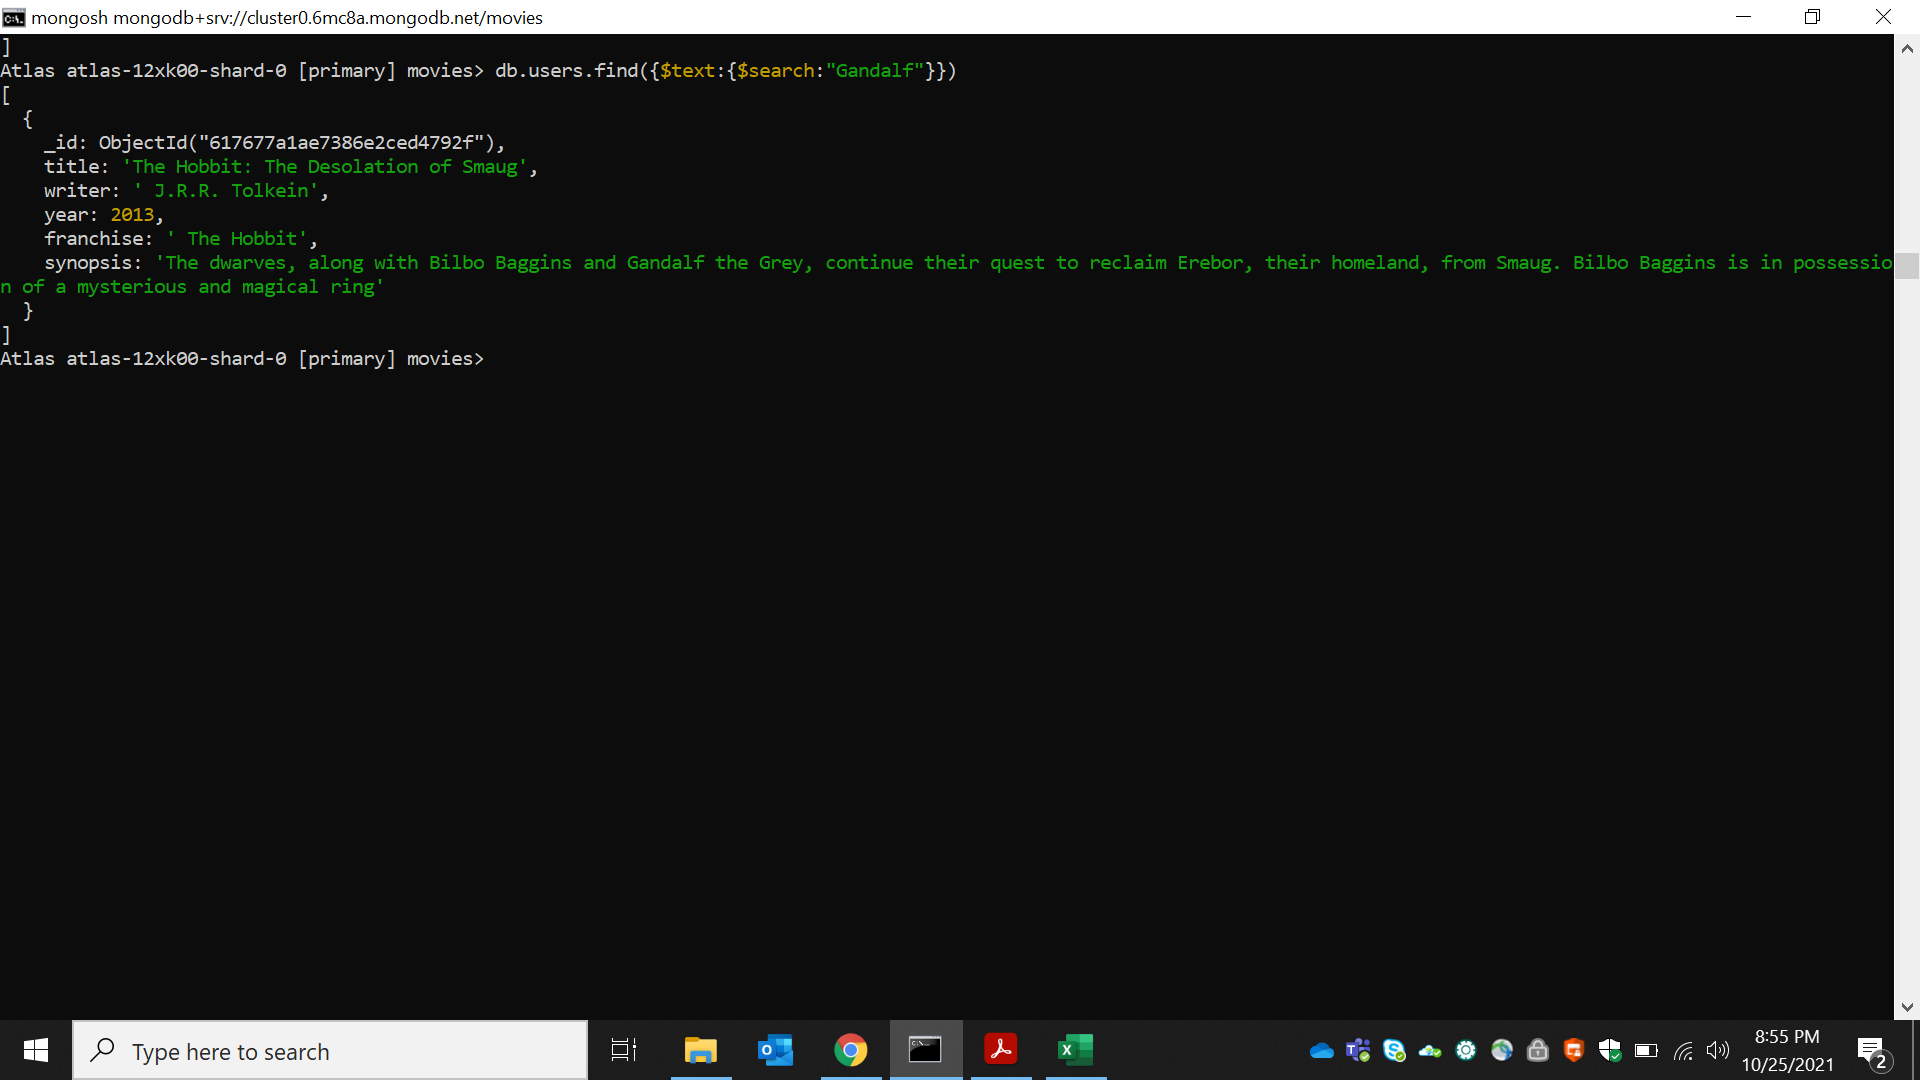 mongosh mongodb+srv://cluster0.6mc8a.mongodb.net/movies
]
Atlas atlas-12xk00-shard-0 [primary] movies> db.users.find({$text:{$search:"Gandalf"}})
[
  {
    _id: ObjectId("617677a1ae7386e2ced4792f"),
    title: 'The Hobbit: The Desolation of Smaug',
    writer: ' J.R.R. Tolkein',
    year: 2013,
    franchise: ' The Hobbit',
    synopsis: 'The dwarves, along with Bilbo Baggins and Gandalf the Grey, continue their quest to reclaim Erebor, their homeland, from Smaug. Bilbo Baggins is in possessio
n of a mysterious and magical ring'
  }
]
Atlas atlas-12xk00-shard-0 [primary] movies>
Type here to search
8:55 PM
10/25/2021
2